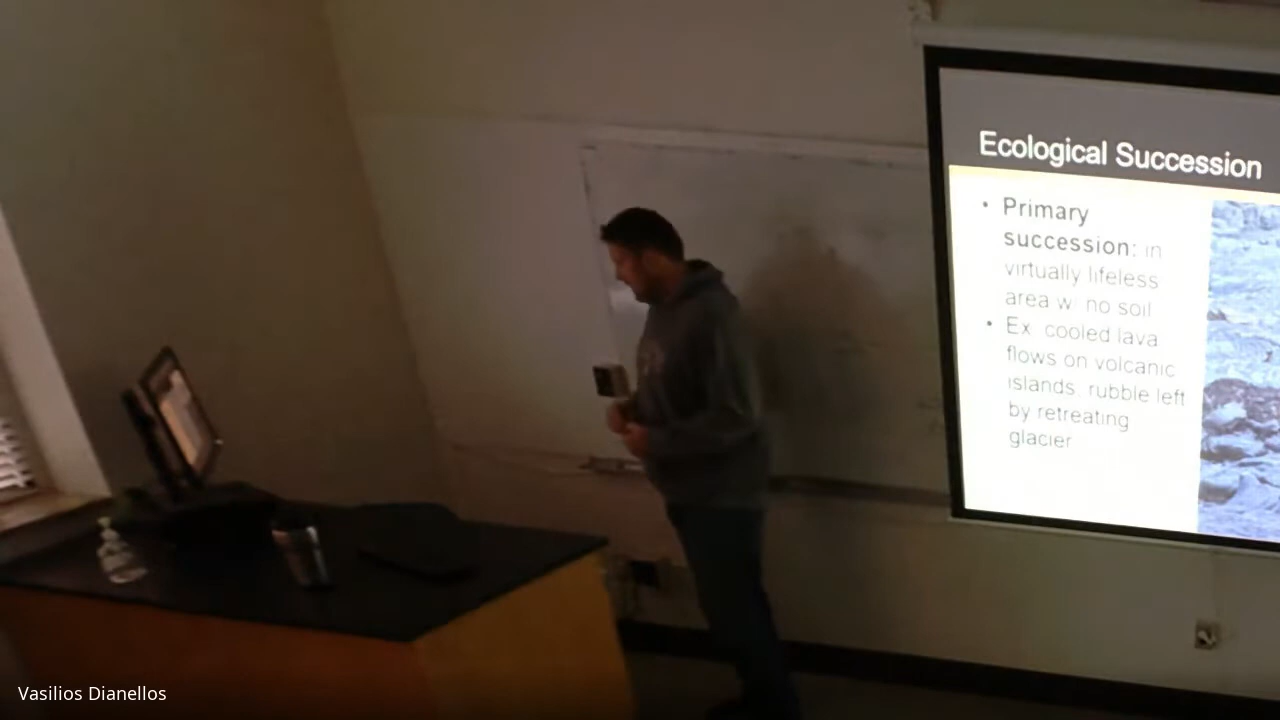 Ecological Succession
• Primary
succession: in
virtually lifeless
area w/ no soil
• Ex: cooled lava
flows on volcanic
islands, rubble left
by retreating
glacier
Vasilios Dianellos